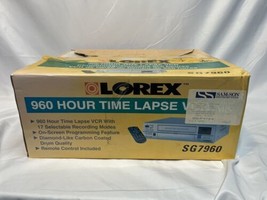 LOREX
960 HOUR TIME LAPSE V
960 Hour Time Lapse VCR With
17 Selectable Recording Modes
On-Screen Programming Feature
Diamond-Like Carbon Coated
Drum Quality
Remote Control Included
SG7960